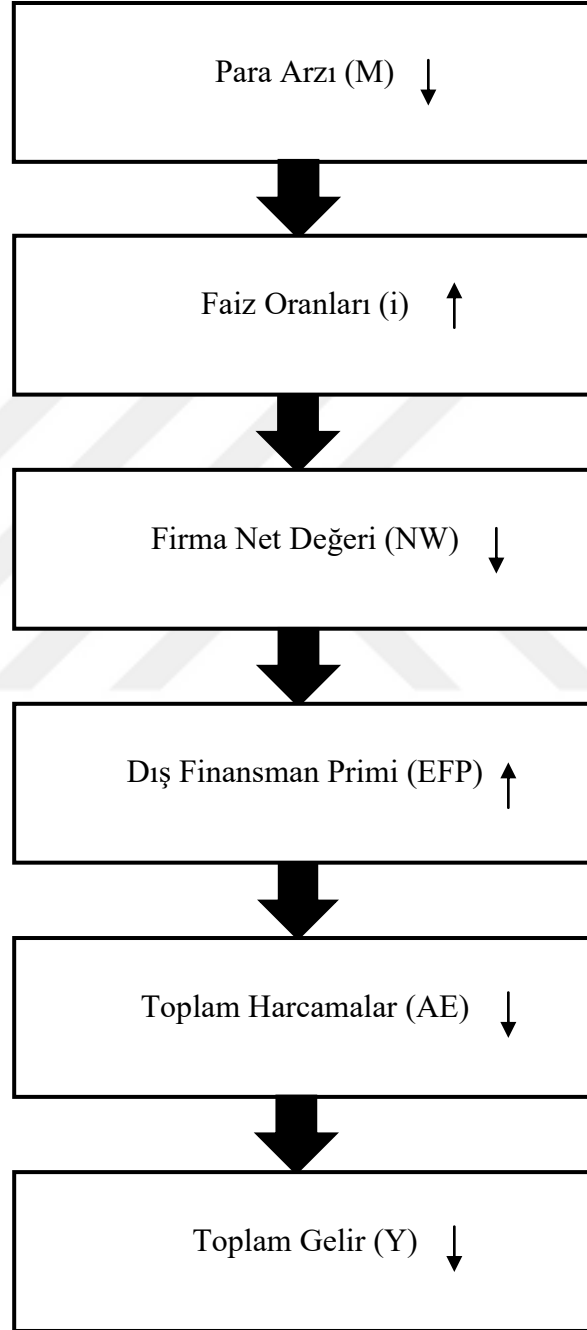 Para Arzı (M) ↓
Faiz Oranları (i) ↑
Firma Net Değeri (NW) ↓
Dış Finansman Primi (EFP) ↑
Toplam Harcamalar (AE) ↓
Toplam Gelir (Y) ↓